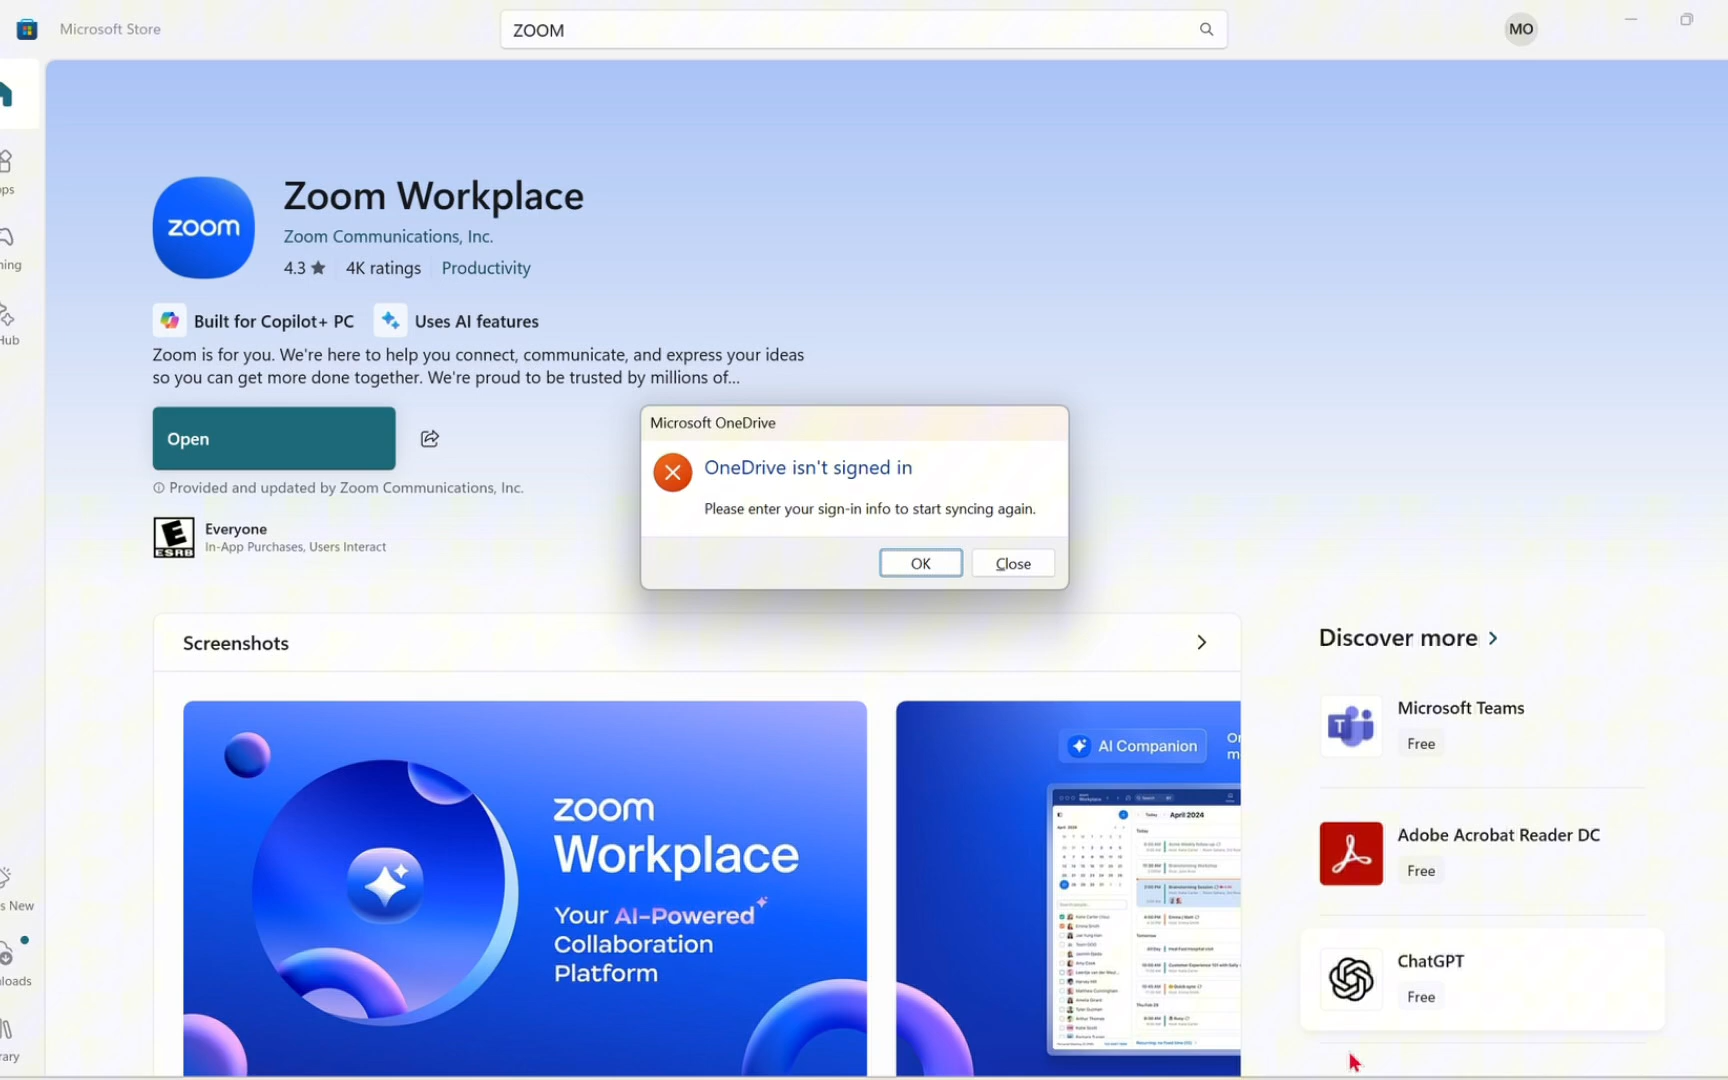 Microsoft Store
ZOOM
MO
zoom
Zoom Workplace
Zoom Communications, Inc.
4.3 ★ 4K ratings Productivity
Built for Copilot+ PC Uses AI features
Zoom is for you. We're here to help you connect, communicate, and express your ideas
so you can get more done together. We're proud to be trusted by millions of...
Open
Provided and updated by Zoom Communications, Inc.
E
ESRB
Everyone
In-App Purchases, Users Interact
Microsoft OneDrive
OneDrive isn't signed in
Please enter your sign-in info to start syncing again.
OK Close
Screenshots
zoom
Workplace
Your AI-Powered
Collaboration
Platform
AI Companion
April 2024
Discover more
Microsoft Teams
Free
Adobe Acrobat Reader DC
Free
ChatGPT
Free
ps
ning
Hub
s New
loads
rary